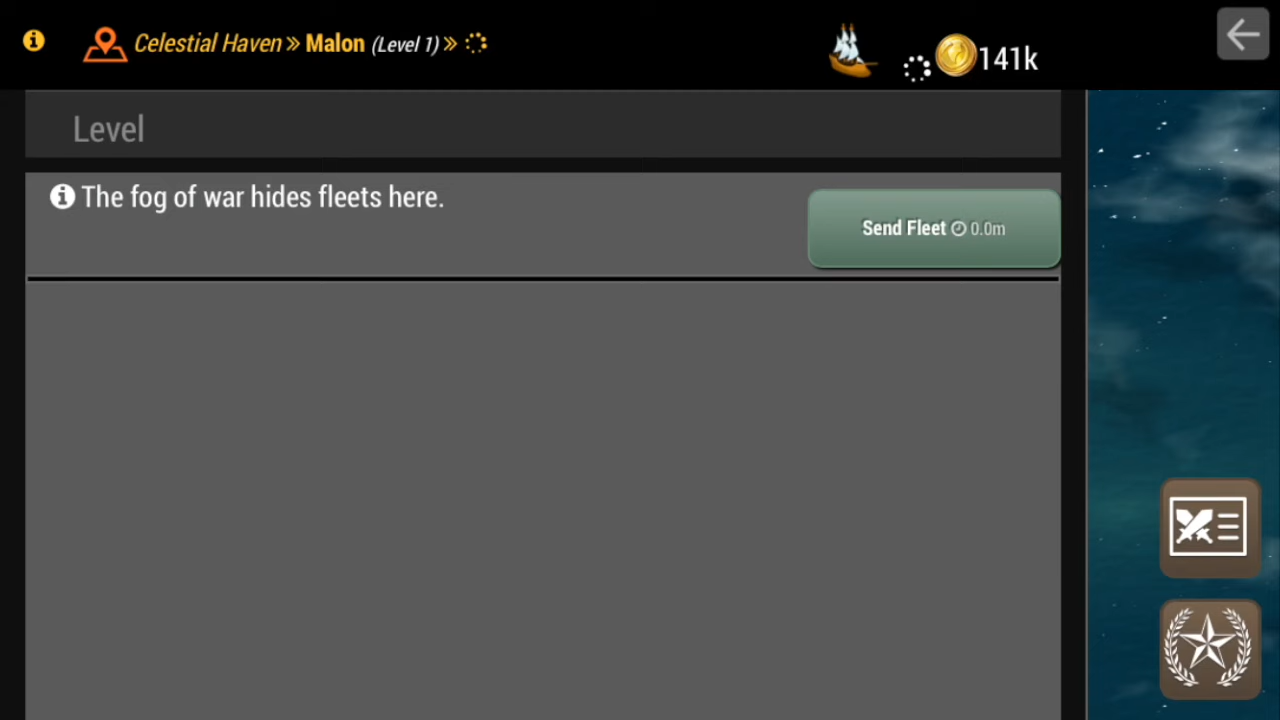 Celestial Haven » Malon (Level 1) »
141k
Level
The fog of war hides fleets here.
Send Fleet 0.0m